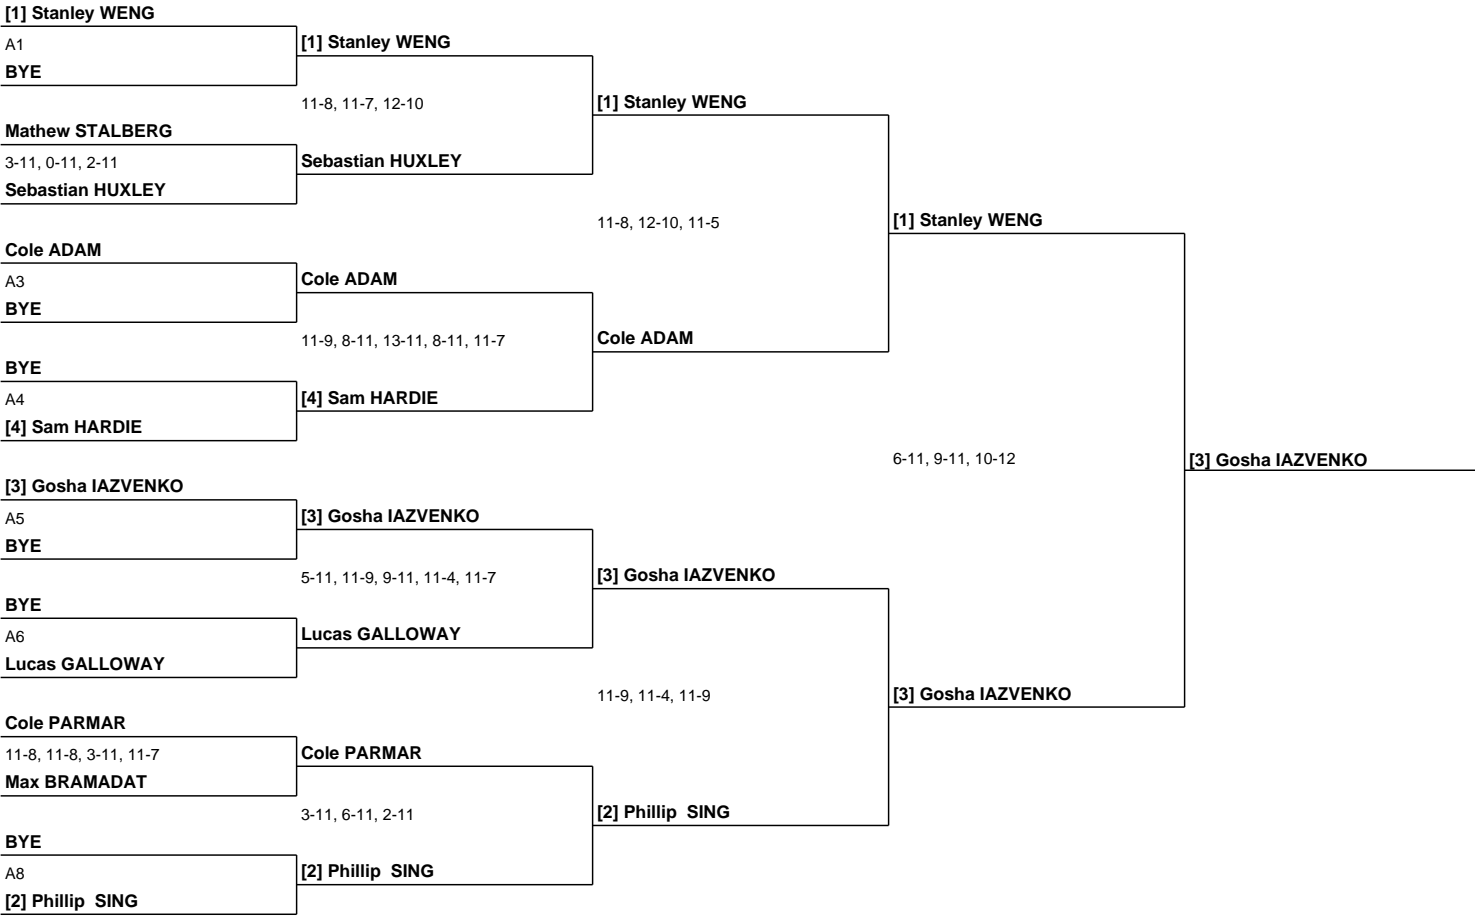 [1] Stanley WENG
A1
BYE
Mathew STALBERG
3-11, 0-11, 2-11
Sebastian HUXLEY
Cole ADAM
A3
BYE
BYE
A4
[4] Sam HARDIE
[3] Gosha IAZVENKO
A5
BYE
BYE
A6
Lucas GALLOWAY
Cole PARMAR
11-8, 11-8, 3-11, 11-7
Max BRAMADAT
BYE
A8
[2] Phillip  SING
[1] Stanley WENG
11-8, 11-7, 12-10
Sebastian HUXLEY
Cole ADAM
11-9, 8-11, 13-11, 8-11, 11-7
[4] Sam HARDIE
[3] Gosha IAZVENKO
5-11, 11-9, 9-11, 11-4, 11-7
Lucas GALLOWAY
Cole PARMAR
3-11, 6-11, 2-11
[2] Phillip  SING
[1] Stanley WENG
11-8, 12-10, 11-5
Cole ADAM
[3] Gosha IAZVENKO
11-9, 11-4, 11-9
[2] Phillip  SING
[1] Stanley WENG
6-11, 9-11, 10-12
[3] Gosha IAZVENKO
[3] Gosha IAZVENKO